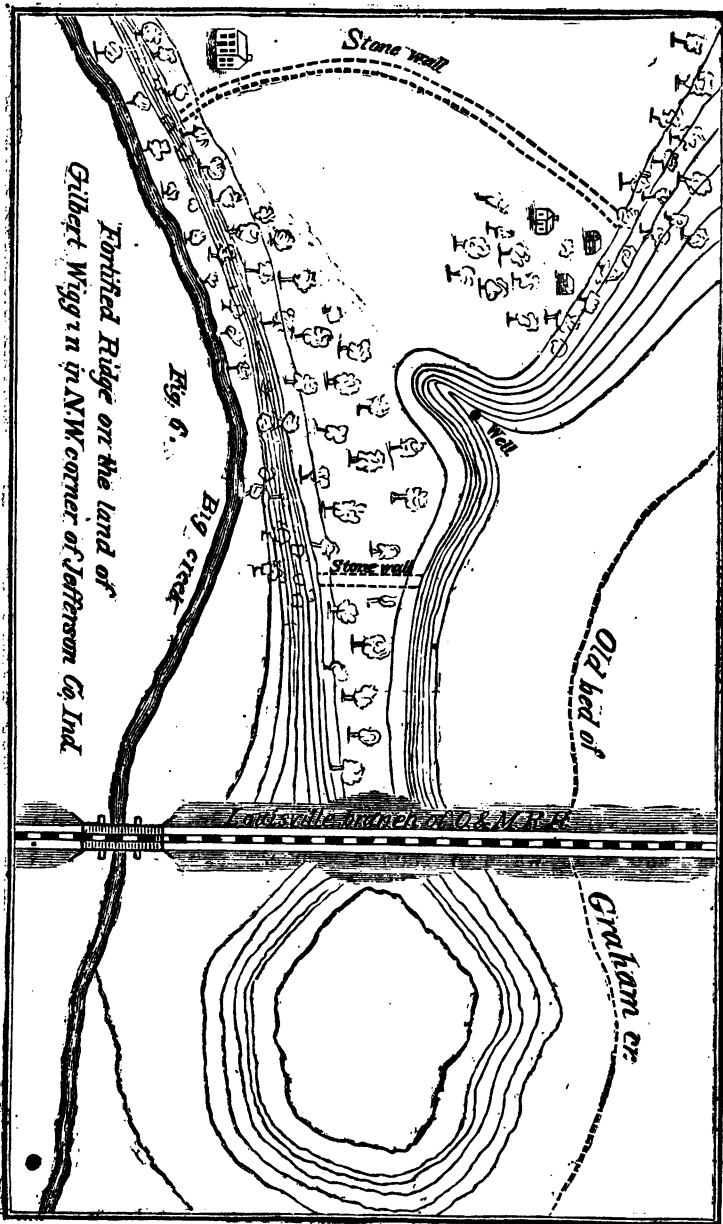 Stone wall
Well
Stone wall
Old bed of
Graham cr.
Louisville branch of O & M. R. R.
Big creek
Fig. 6.
Fortified Ridge on the land of
Gilbert Wiggin in N.W. corner of Jefferson Co, Ind.